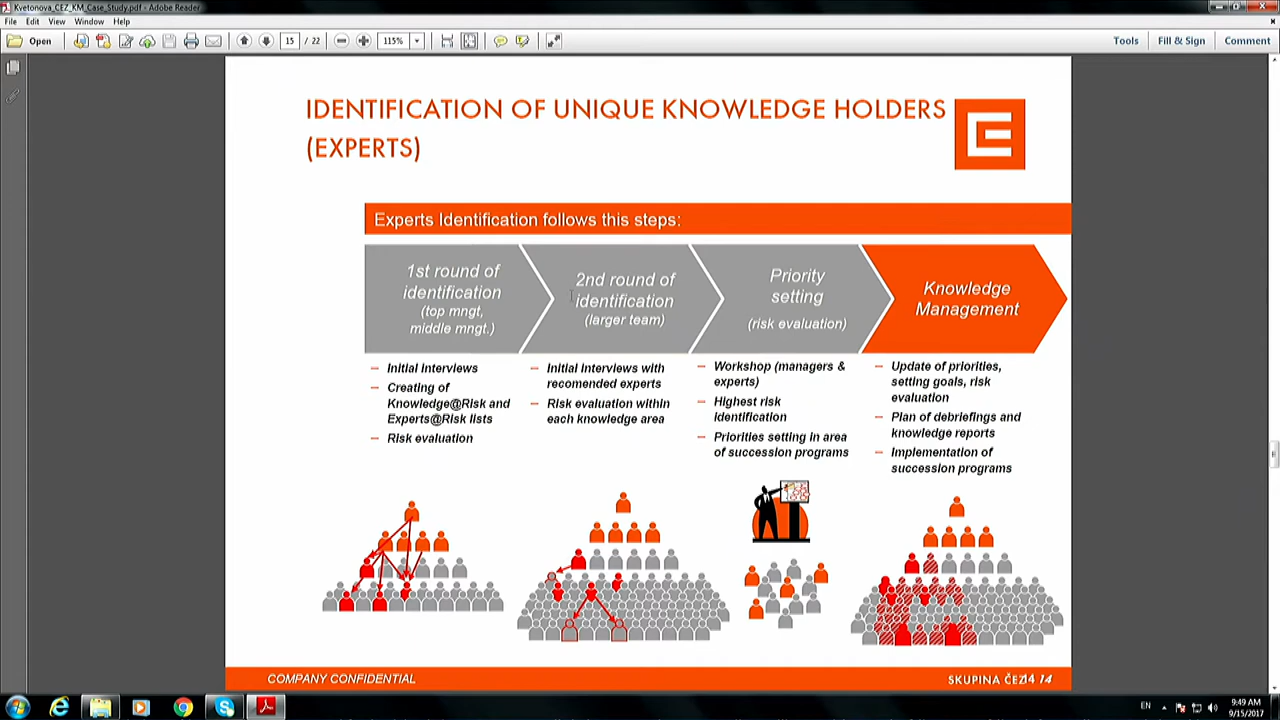 Kvetonova_CEZ_KM_Case_Study.pdf - Adobe Reader
File Edit View Window Help
Open 15 / 22 115% Tools Fill & Sign Comment
IDENTIFICATION OF UNIQUE KNOWLEDGE HOLDERS
(EXPERTS)
Experts Identification follows this steps:
1st round of
identification
(top mngt,
middle mngt.)
2nd round of
identification
(larger team)
Priority
setting
(risk evaluation)
Knowledge
Management
– Initial Interviews
– Creating of
Knowledge@Risk and
Experts@Risk lists
– Risk evaluation
– Initial interviews with
recomended experts
– Risk evaluation within
each knowledge area
– Workshop (managers &
experts)
– Highest risk
Identification
– Priorities setting in area
of succession programs
– Update of priorities,
setting goals, risk
evaluation
– Plan of debriefings and
knowledge reports
– Implementation of
succession programs
COMPANY CONFIDENTIAL
SKUPINA ČEZ14 14
EN
9:49 AM
9/15/2017